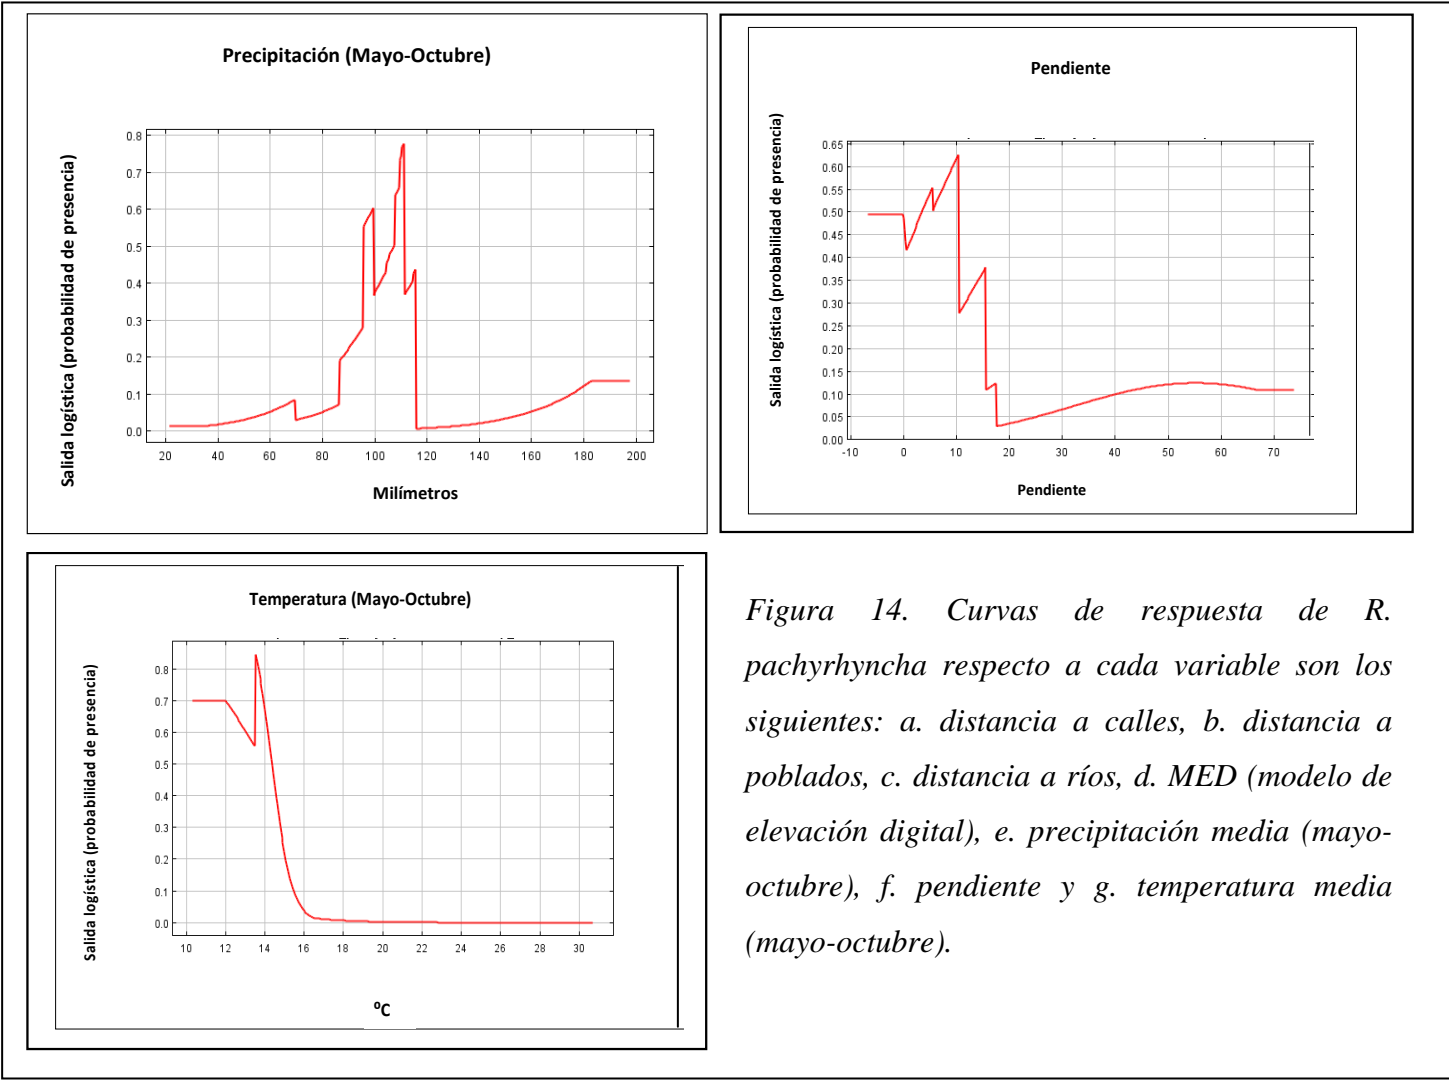 Precipitación (Mayo-Octubre)
Salida logística (probabilidad de presencia)
0.8
0.7
0.6
0.5
0.4
0.3
0.2
0.1
0.0
20 40 60 80 100 120 140 160 180 200
Milímetros
Pendiente
Salida logística (probabilidad de presencia)
0.65
0.60
0.55
0.50
0.45
0.40
0.35
0.30
0.25
0.20
0.15
0.10
0.05
0.00
-10 0 10 20 30 40 50 60 70
Pendiente
Temperatura (Mayo-Octubre)
Salida logística (probabilidad de presencia)
0.8
0.7
0.6
0.5
0.4
0.3
0.2
0.1
0.0
10 12 14 16 18 20 22 24 26 28 30
ºC
Figura 14. Curvas de respuesta de R.
pachyrhyncha respecto a cada variable son los
siguientes: a. distancia a calles, b. distancia a
poblados, c. distancia a ríos, d. MED (modelo de
elevación digital), e. precipitación media (mayo-
octubre), f. pendiente y g. temperatura media
(mayo-octubre).